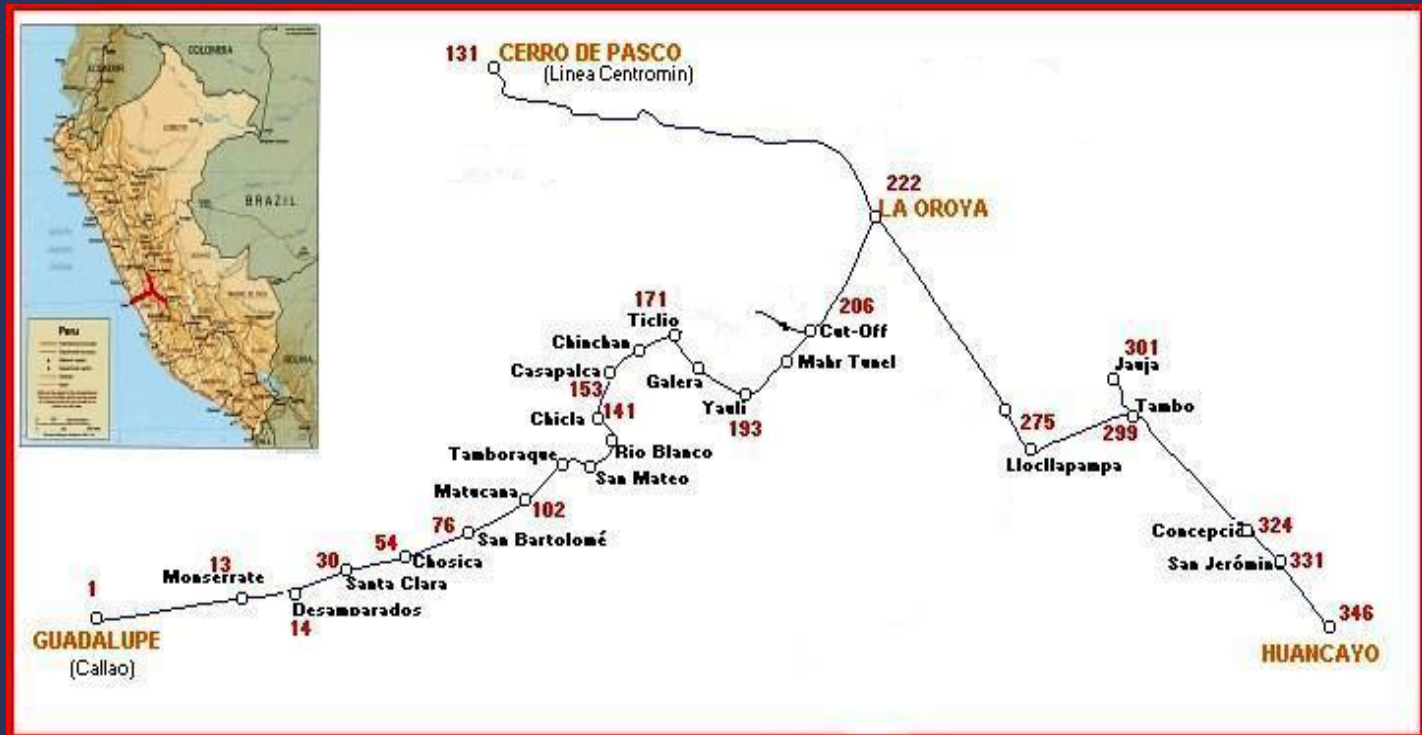 COLOMBIA
ECUADOR
BRAZIL
Peru
131
CERRO DE PASCO
(Linea Centromin)
222
LA OROYA
206
Cut-Off
Mahr Tunel
171
Ticlio
Chinchan
Casapalca
153
Galera
Yauli
193
Chicla
141
Rio Blanco
Tamboraque
San Mateo
Matucana
102
76
San Bartolomé
54
Chosica
30
Santa Clara
13
Monserrate
Desamparados
14
1
GUADALUPE
(Callao)
301
Jauja
Tambo
299
275
Llocllapampa
Concepció
324
San Jerómin
331
346
HUANCAYO